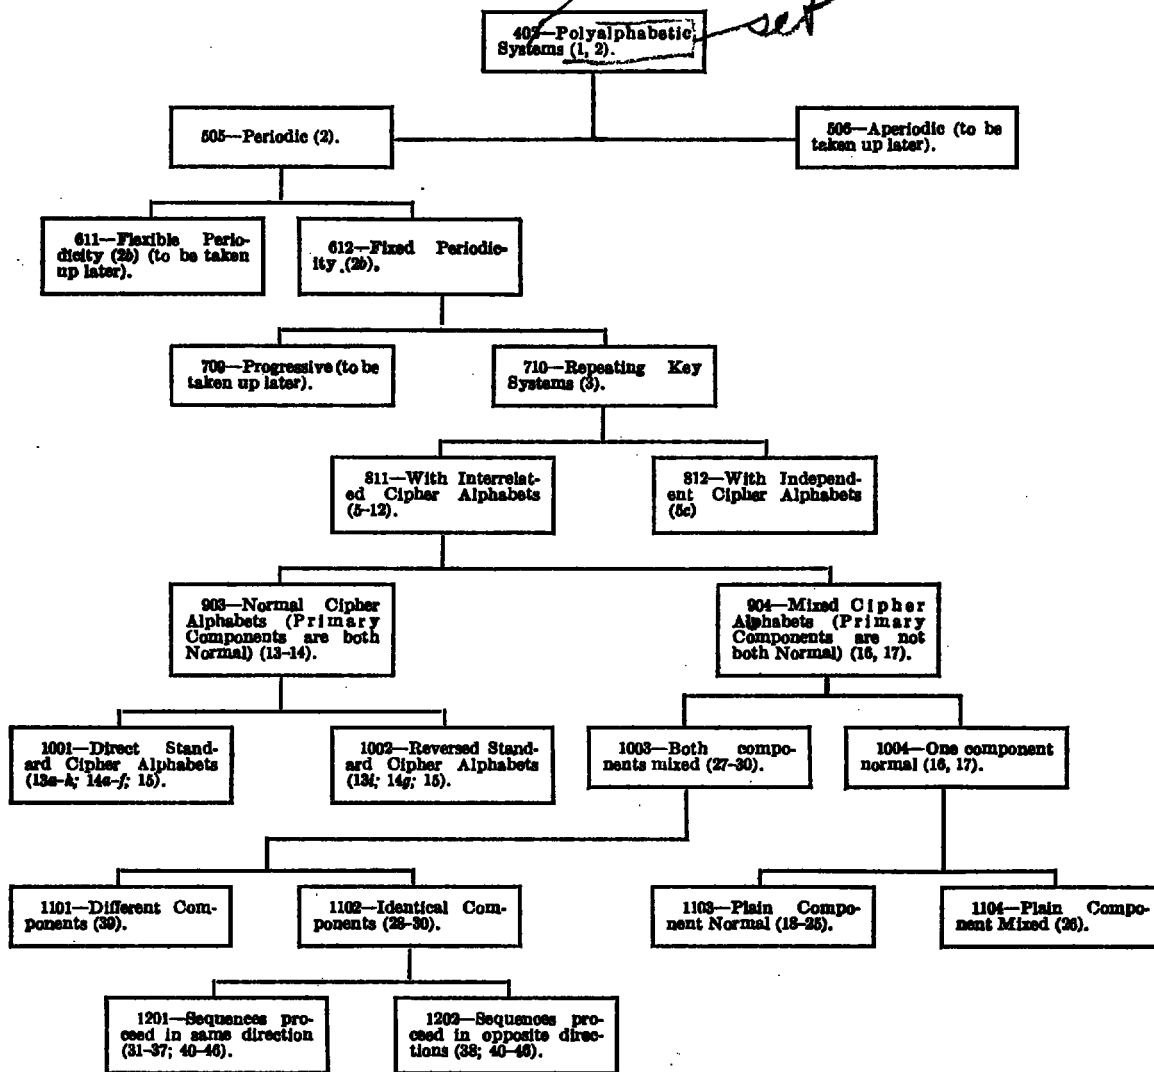 set
402—Polyalphabetic
Systems (1, 2).
505—Periodic (2).
506—Aperiodic (to be
taken up later).
611—Flexible Perio-
dicity (2b) (to be taken
up later).
612—Fixed Periodic-
ity (2b).
709—Progressive (to be
taken up later).
710—Repeating Key
Systems (3).
811—With Interrelat-
ed Cipher Alphabets
(5-12).
812—With Independ-
ent Cipher Alphabets
(5c)
903—Normal Cipher
Alphabets (Primary
Components are both
Normal) (13-14).
904—Mixed Cipher
Alphabets (Primary
Components are not
both Normal) (16, 17).
1001—Direct Stand-
ard Cipher Alphabets
(13a-h; 14a-f; 15).
1002—Reversed Stand-
ard Cipher Alphabets
(13i; 14g; 15).
1003—Both compo-
nents mixed (27-30).
1004—One component
normal (16, 17).
1101—Different Com-
ponents (39).
1102—Identical Com-
ponents (28-30).
1103—Plain Compo-
nent Normal (18-25).
1104—Plain Compo-
nent Mixed (26).
1201—Sequences pro-
ceed in same direction
(31-37; 40-46).
1202—Sequences pro-
ceed in opposite direc-
tions (38; 40-46).